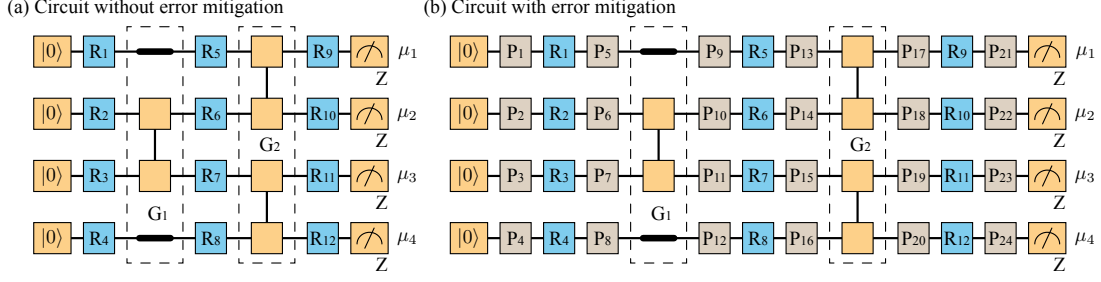 (a) Circuit without error mitigation
(b) Circuit with error mitigation
|0⟩ R₁ R₅ R₉ μ₁
Z
|0⟩ R₂ R₆ R₁₀ μ₂
G₂ Z
|0⟩ R₃ R₇ R₁₁ μ₃
G₁ Z
|0⟩ R₄ R₈ R₁₂ μ₄
Z
|0⟩ P₁ R₁ P₅ P₉ R₅ P₁₃ P₁₇ R₉ P₂₁ μ₁
Z
|0⟩ P₂ R₂ P₆ P₁₀ R₆ P₁₄ P₁₈ R₁₀ P₂₂ μ₂
G₂ Z
|0⟩ P₃ R₃ P₇ P₁₁ R₇ P₁₅ P₁₉ R₁₁ P₂₃ μ₃
G₁ Z
|0⟩ P₄ R₄ P₈ P₁₂ R₈ P₁₆ P₂₀ R₁₂ P₂₄ μ₄
Z